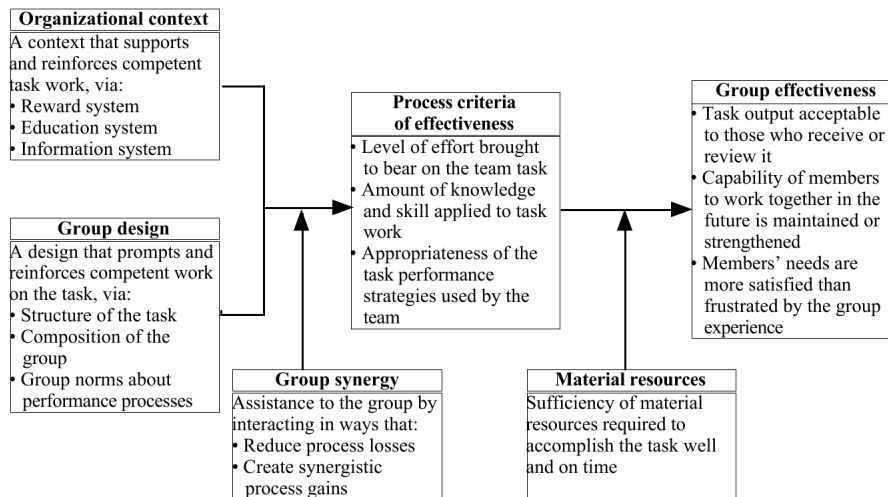 Organizational context
A context that supports
and reinforces competent
task work, via:
• Reward system
• Education system
• Information system
Group design
A design that prompts and
reinforces competent work
on the task, via:
• Structure of the task
• Composition of the
group
• Group norms about
performance processes
Group synergy
Assistance to the group by
interacting in ways that:
• Reduce process losses
• Create synergistic
process gains
Process criteria
of effectiveness
• Level of effort brought
to bear on the team task
• Amount of knowledge
and skill applied to task
work
• Appropriateness of the
task performance
strategies used by the
team
Material resources
Sufficiency of material
resources required to
accomplish the task well
and on time
Group effectiveness
• Task output acceptable
to those who receive or
review it
• Capability of members
to work together in the
future is maintained or
strengthened
• Members’ needs are
more satisfied than
frustrated by the group
experience